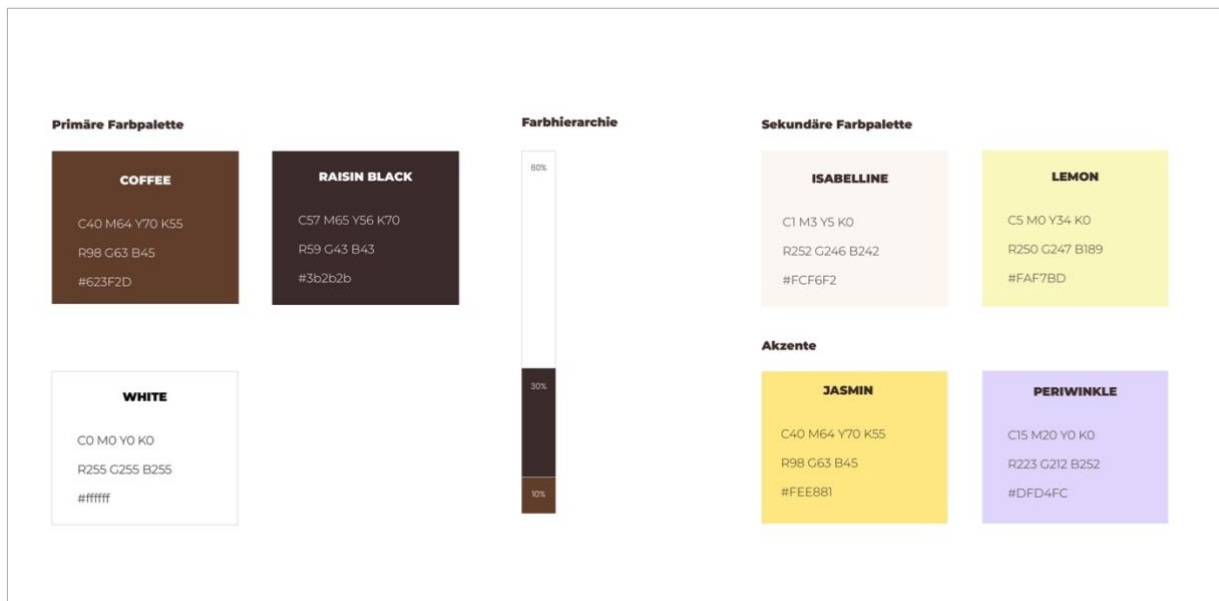 Primäre Farbpalette
COFFEE
C40 M64 Y70 K55
R98 G63 B45
#623F2D
RAISIN BLACK
C57 M65 Y56 K70
R59 G43 B43
#3b2b2b
WHITE
C0 M0 Y0 K0
R255 G255 B255
#ffffff
Farbhierarchie
60%
30%
10%
Sekundäre Farbpalette
ISABELLINE
C1 M3 Y5 K0
R252 G246 B242
#FCF6F2
LEMON
C5 M0 Y34 K0
R250 G247 B189
#FAF7BD
Akzente
JASMIN
C40 M64 Y70 K55
R98 G63 B45
#FEE881
PERIWINKLE
C15 M20 Y0 K0
R223 G212 B252
#DFD4FC